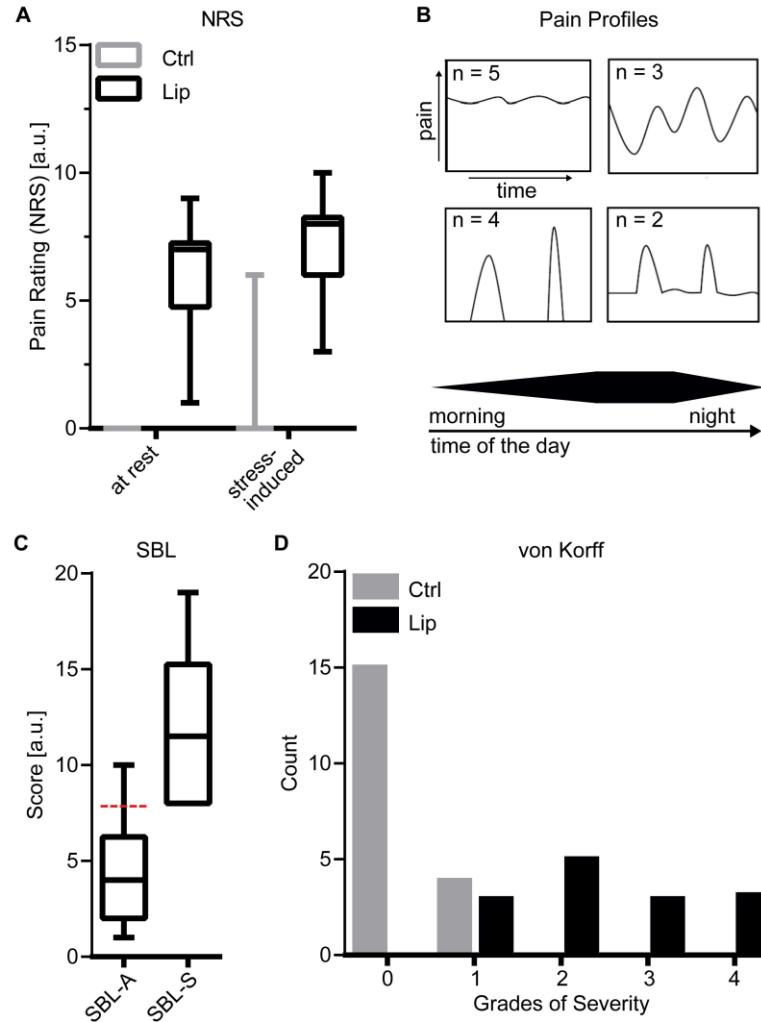 A
NRS
15
10
5
0
Pain Rating (NRS) [a.u.]
Ctrl
Lip
at rest
stress-
induced
B
Pain Profiles
n = 5
n = 3
pain
time
n = 4
n = 2
morning
night
time of the day
C
SBL
20
15
10
5
0
Score [a.u.]
SBL-A
SBL-S
D
von Korff
20
15
10
5
0
Count
Ctrl
Lip
0 1 2 3 4
Grades of Severity